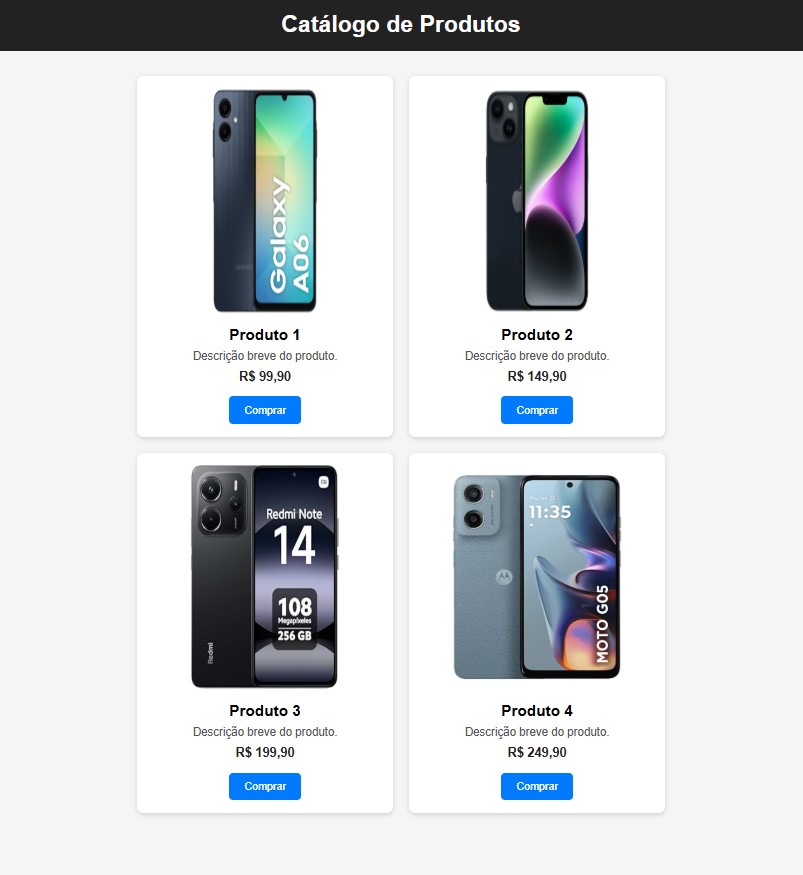 Catálogo de Produtos
Galaxy
A06
Produto 1
Descrição breve do produto.
R$ 99,90
Comprar
Produto 2
Descrição breve do produto.
R$ 149,90
Comprar
Redmi Note
14
108
Megapixeles
256 GB
Redmi
Produto 3
Descrição breve do produto.
R$ 199,90
Comprar
11:35
MOTO G05
Produto 4
Descrição breve do produto.
R$ 249,90
Comprar